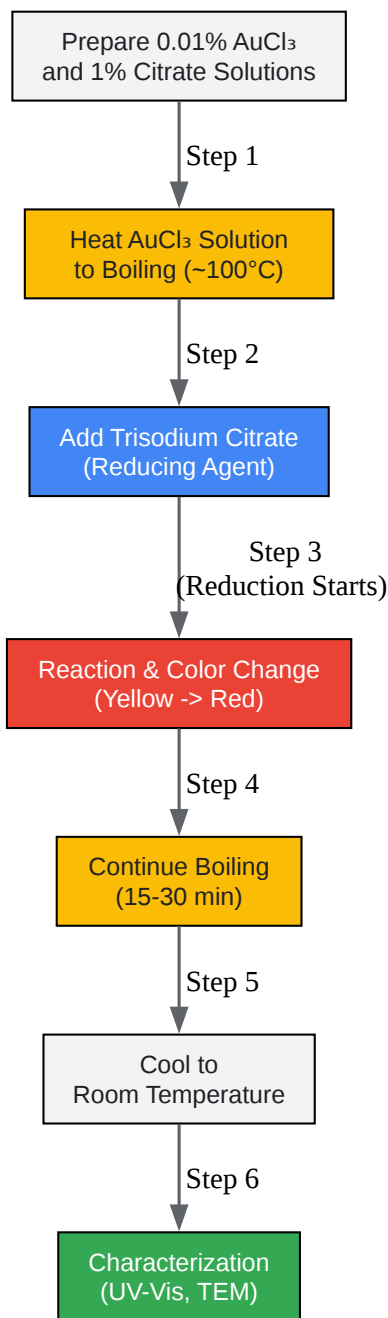 Prepare 0.01% AuCl₃
and 1% Citrate Solutions
Step 1
Heat AuCl₃ Solution
to Boiling (~100°C)
Step 2
Add Trisodium Citrate
(Reducing Agent)
Step 3
(Reduction Starts)
Reaction & Color Change
(Yellow -> Red)
Step 4
Continue Boiling
(15-30 min)
Step 5
Cool to
Room Temperature
Step 6
Characterization
(UV-Vis, TEM)